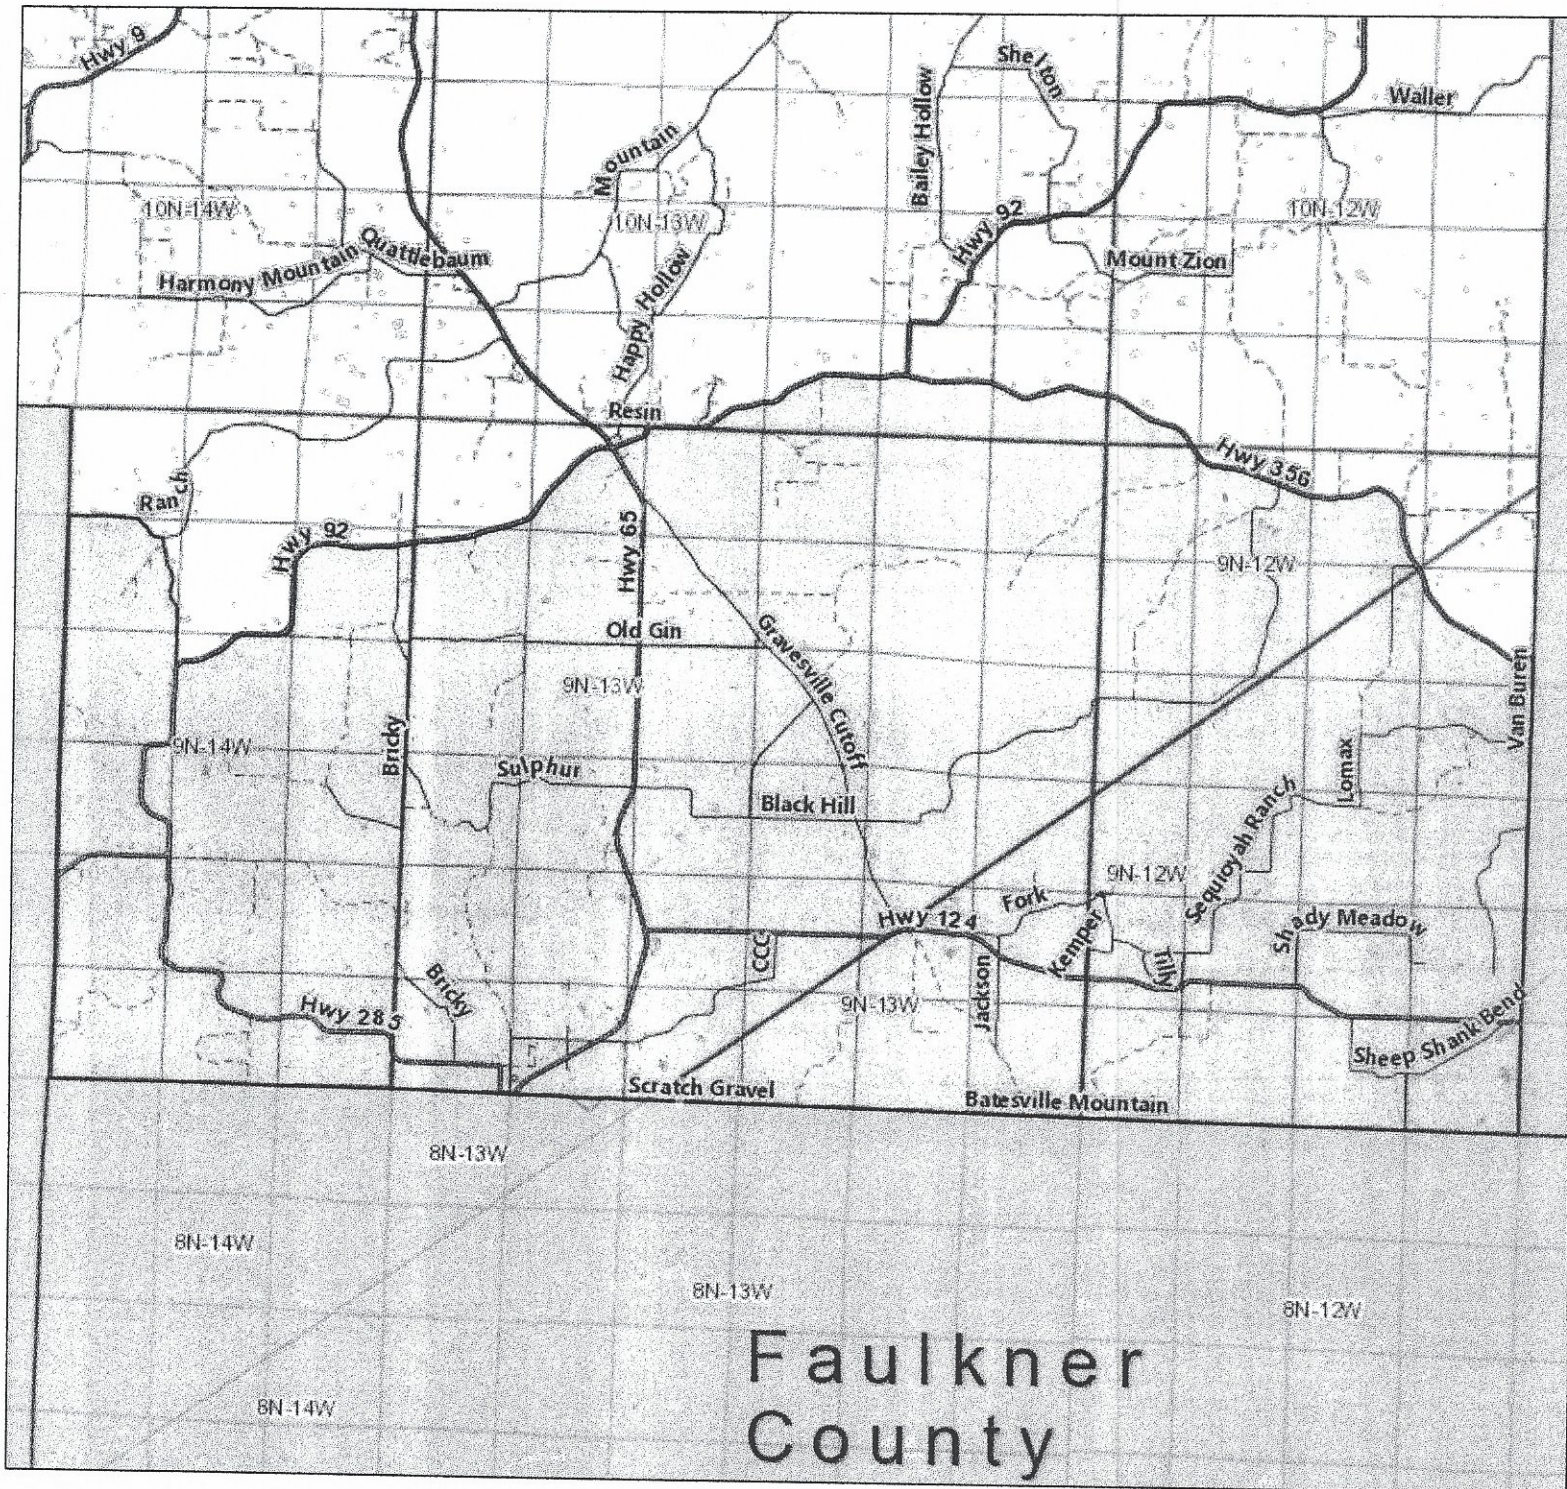 Hwy 9
Shelton
Waller
Bailey Hollow
Mountain
10N-14W
10N-13W
Hwy 92
10N-12W
Quattlebaum
Harmony Mountain
Mount Zion
Happy Hollow
Resin
Hwy 356
Ranch
Hwy 92
Hwy 65
9N-12W
Old Gin
Gravesville Cutoff
9N-13W
Van Buren
9N-14W
Bricky
Sulphur
Lomax
Black Hill
Sequioyah Ranch
9N-12W
Fork
Hwy 124
Kemper
Shady Meadow
CCC
Tilly
Jackson
Bricky
9N-13W
Hwy 285
Sheep Shank Bend
Scratch Gravel
Batesville Mountain
8N-13W
8N-14W
8N-13W
8N-12W
Faulkner
County
8N-14W